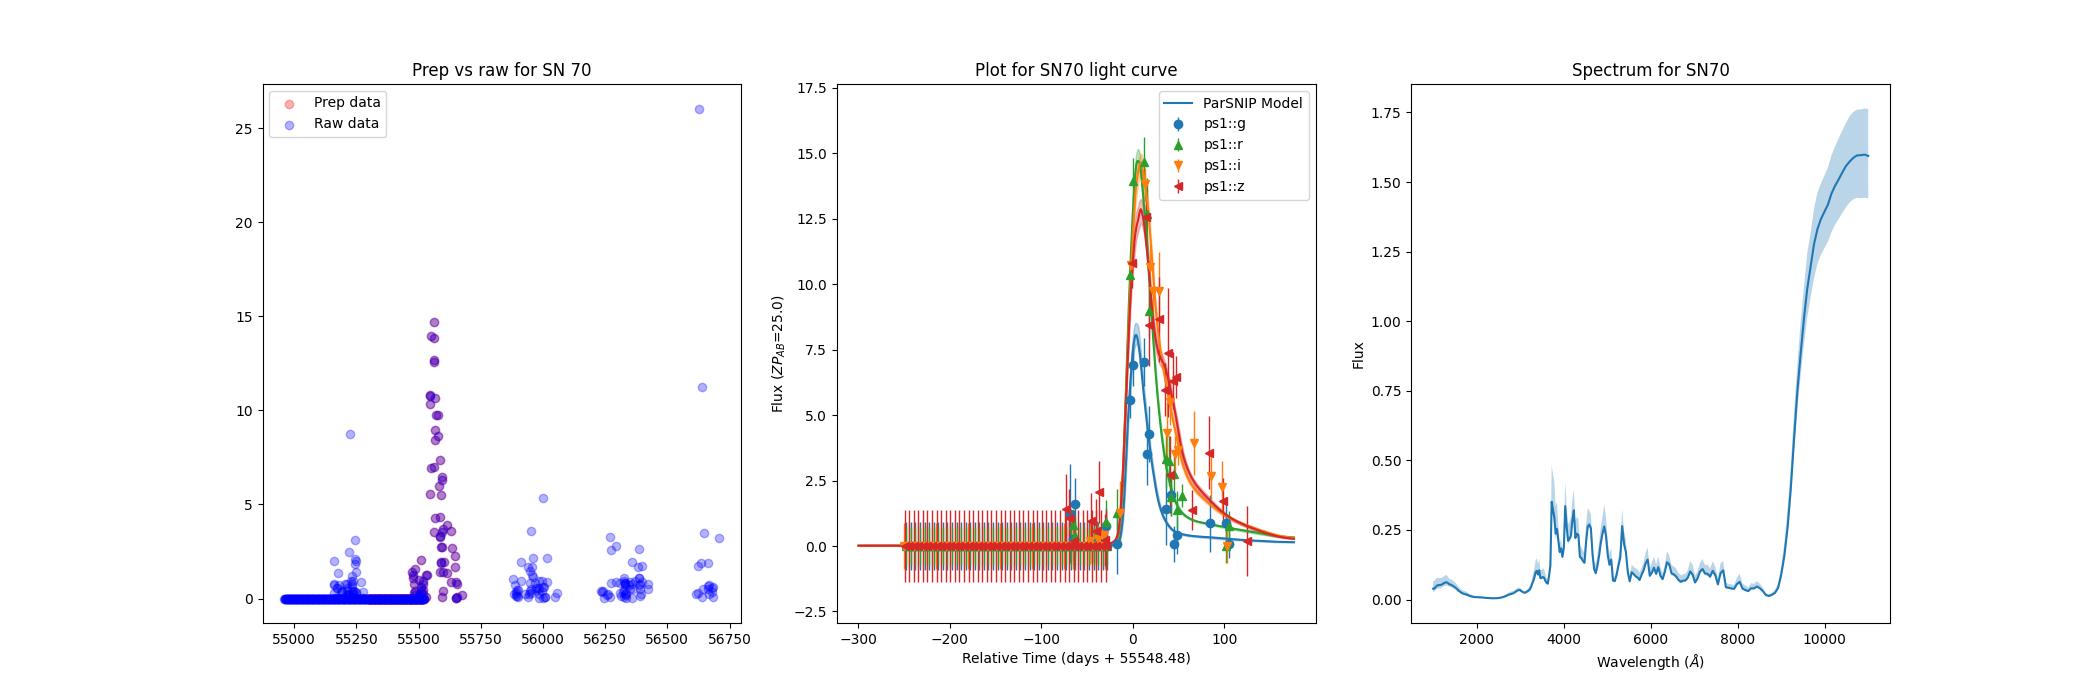 Prep vs raw for SN 70
Prep data
Raw data
25
20
15
10
5
0
55000 55250 55500 55750 56000 56250 56500 56750
Plot for SN70 light curve
ParSNIP Model
ps1::g
ps1::r
ps1::i
ps1::z
17.5
15.0
12.5
10.0
7.5
5.0
2.5
0.0
−2.5
Flux (ZP_AB=25.0)
−300 −200 −100 0 100
Relative Time (days + 55548.48)
Spectrum for SN70
1.75
1.50
1.25
1.00
0.75
0.50
0.25
0.00
Flux
2000 4000 6000 8000 10000
Wavelength (Å)